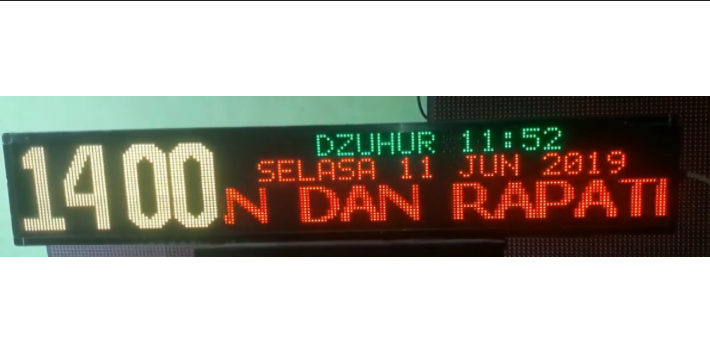 1400
DZUHUR 11:52
SELASA 11 JUN 2019
N DAN RAPATI